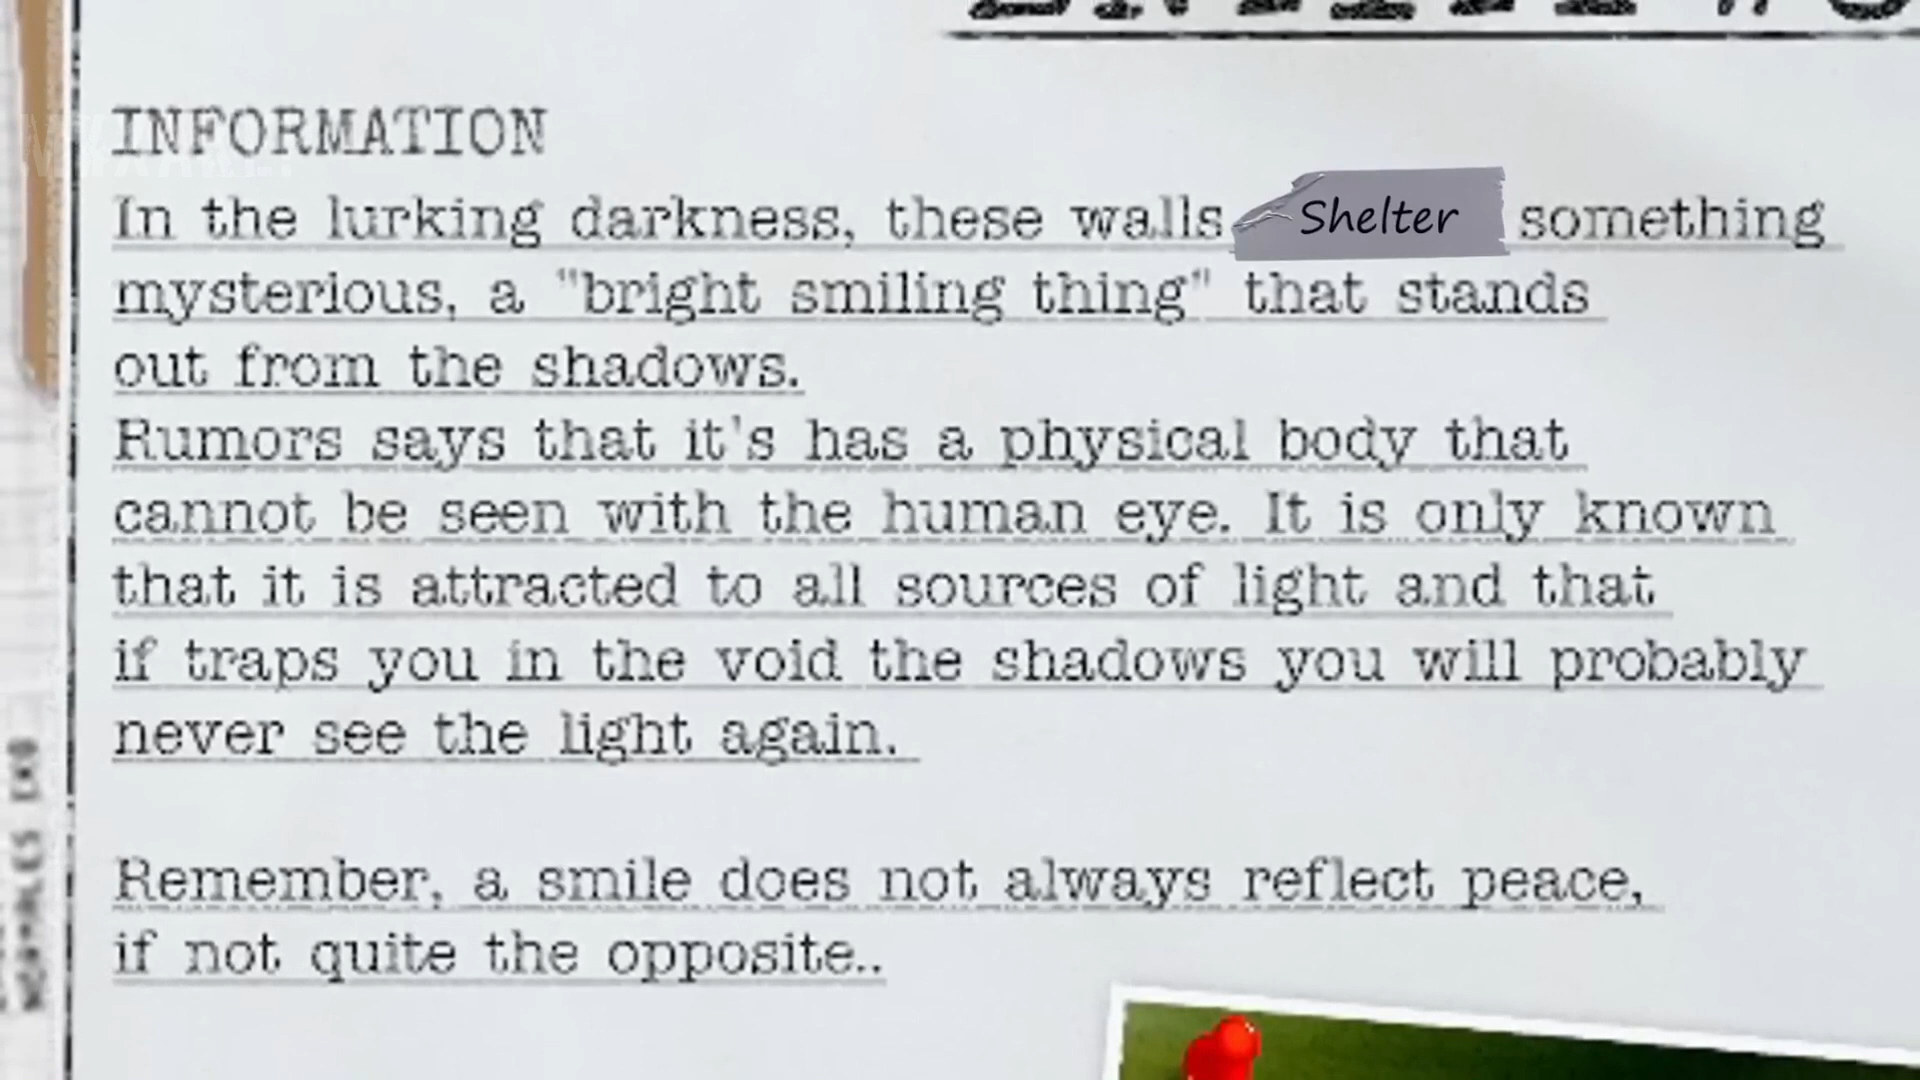 INFORMATION
In the lurking darkness, these walls Shelter something
mysterious, a "bright smiling thing" that stands
out from the shadows.
Rumors says that it's has a physical body that
cannot be seen with the human eye. It is only known
that it is attracted to all sources of light and that
if traps you in the void the shadows you will probably
never see the light again.
Remember, a smile does not always reflect peace,
if not quite the opposite..